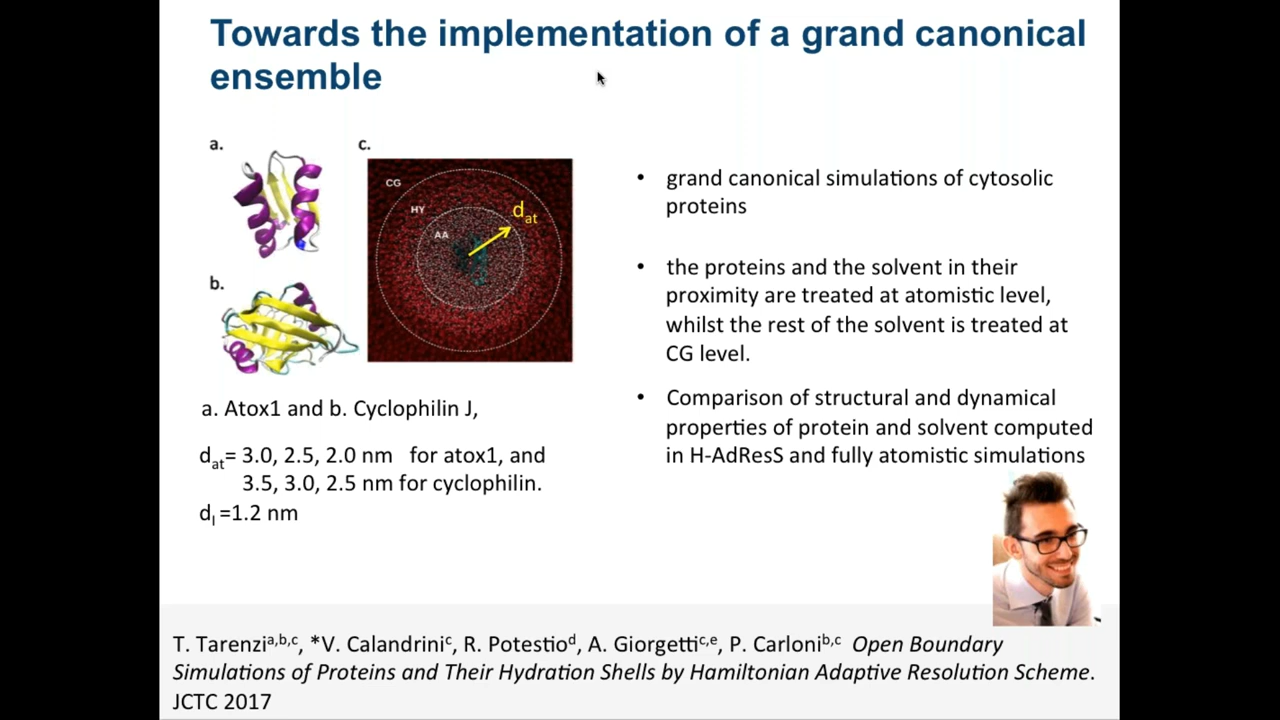 Towards the implementation of a grand canonical
ensemble
a.
c.
CG
HY
AA
dat
b.
a. Atox1 and b. Cyclophilin J,
dat= 3.0, 2.5, 2.0 nm for atox1, and
3.5, 3.0, 2.5 nm for cyclophilin.
dI =1.2 nm
• grand canonical simulations of cytosolic
proteins
• the proteins and the solvent in their
proximity are treated at atomistic level,
whilst the rest of the solvent is treated at
CG level.
• Comparison of structural and dynamical
properties of protein and solvent computed
in H-AdResS and fully atomistic simulations
T. Tarenzia,b,c, *V. Calandrinic, R. Potestiod, A. Giorgettic,e, P. Carlonib,c Open Boundary
Simulations of Proteins and Their Hydration Shells by Hamiltonian Adaptive Resolution Scheme.
JCTC 2017